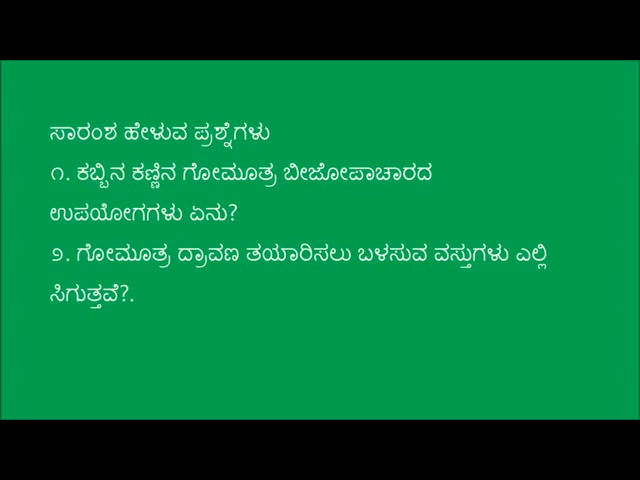 ಸಾರಂಶ ಹೇಳುವ ಪ್ರಶ್ನೆಗಳು
೧. ಕಬ್ಬಿನ ಕಣ್ಣಿನ ಗೋಮೂತ್ರ ಬೀಜೋಪಾಚಾರದ
ಉಪಯೋಗಗಳು ಏನು?
೨. ಗೋಮೂತ್ರ ದ್ರಾವಣ ತಯಾರಿಸಲು ಬಳಸುವ ವಸ್ತುಗಳು ಎಲ್ಲಿ
ಸಿಗುತ್ತವೆ?.